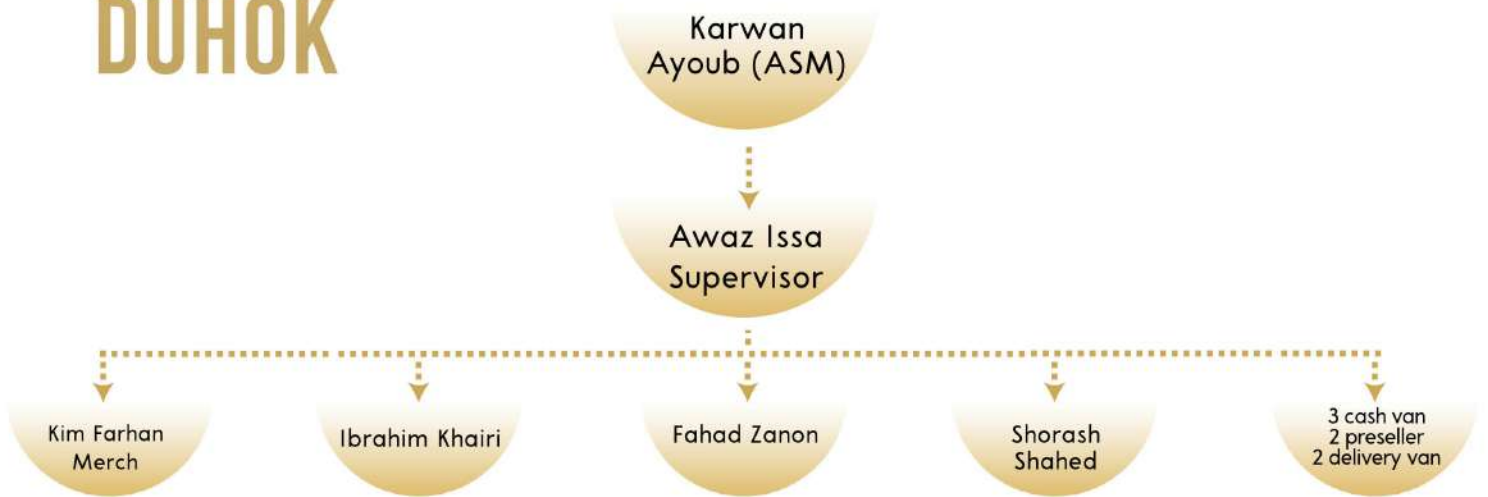 DUHOK
Karwan
Ayoub (ASM)
Awaz Issa
Supervisor
Kim Farhan
Merch
Ibrahim Khairi
Fahad Zanon
Shorash
Shahed
3 cash van
2 preseller
2 delivery van